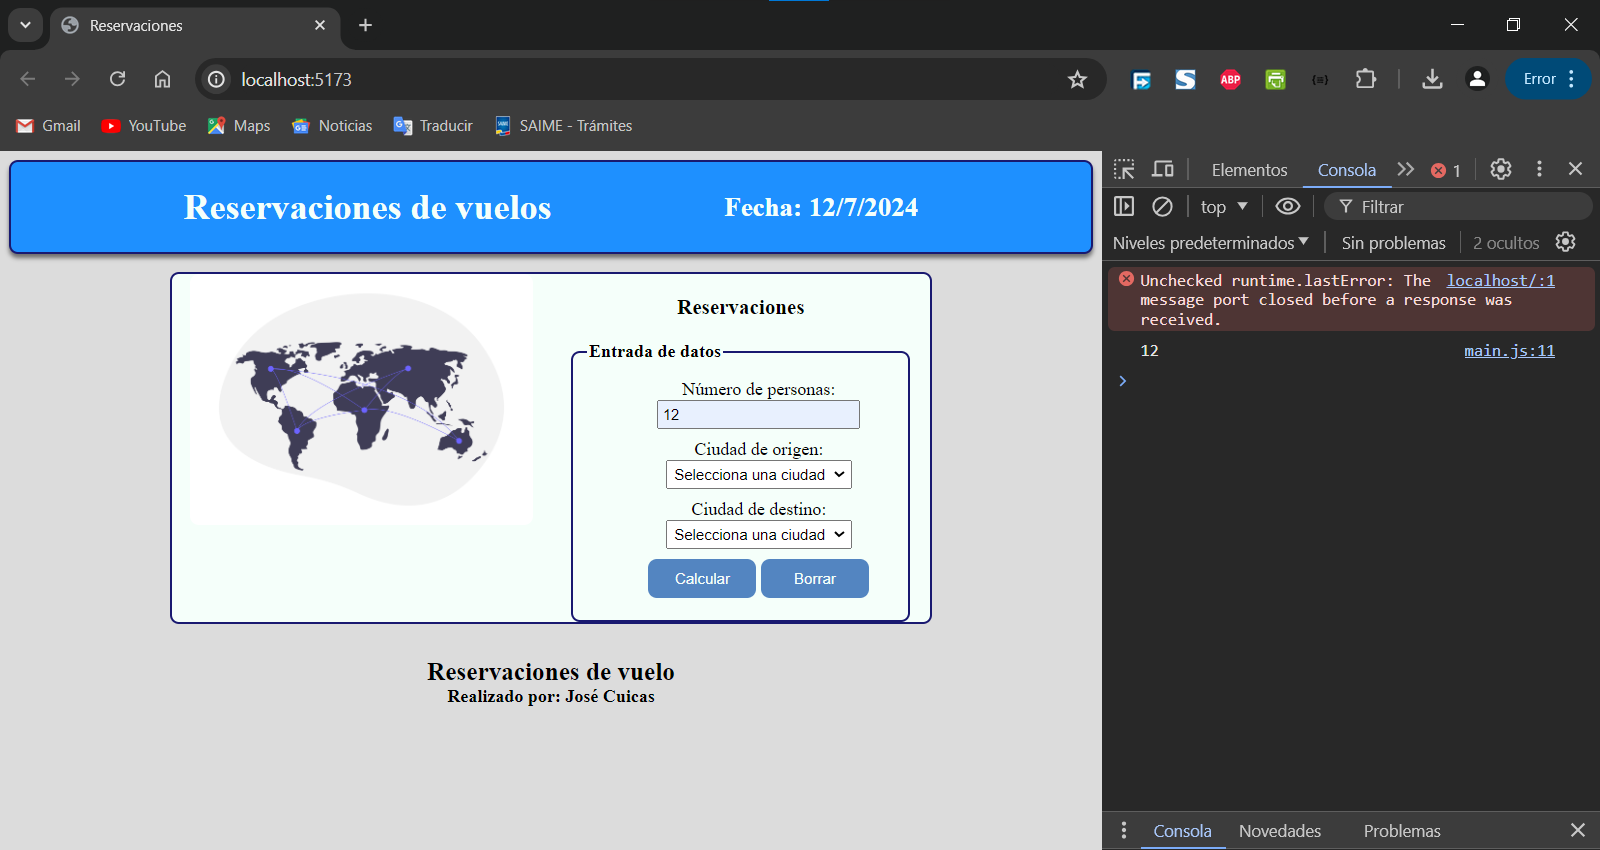 Reservaciones
localhost:5173
ABP
Error
Gmail
YouTube
Maps
Noticias
Traducir
SAIME - Trámites
Reservaciones de vuelos
Fecha: 12/7/2024
Reservaciones
Entrada de datos
Número de personas:
12
Ciudad de origen:
Selecciona una ciudad
Ciudad de destino:
Selecciona una ciudad
Calcular Borrar
Reservaciones de vuelo
Realizado por: José Cuicas
Elementos Consola 1
top Filtrar
Niveles predeterminados Sin problemas 2 ocultos
Unchecked runtime.lastError: The localhost/:1
message port closed before a response was
received.
12 main.js:11
Consola Novedades Problemas